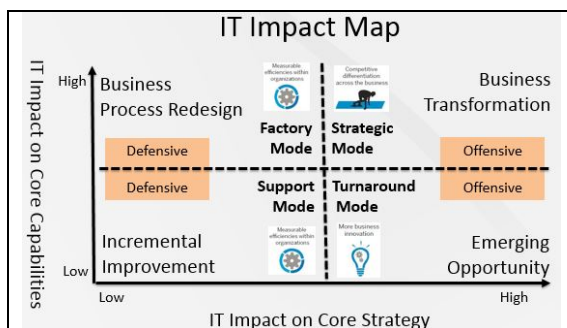 IT Impact Map
IT Impact on Core Capabilities
High
Business
Process Redesign
Measurable
efficiencies within
organizations
Factory
Mode
Competitive
differentiation
across the business
Strategic
Mode
Business
Transformation
Defensive
Offensive
Defensive
Offensive
Support
Mode
Turnaround
Mode
Incremental
Improvement
Measurable
efficiencies within
organizations
More business
innovation
Emerging
Opportunity
Low
Low
High
IT Impact on Core Strategy